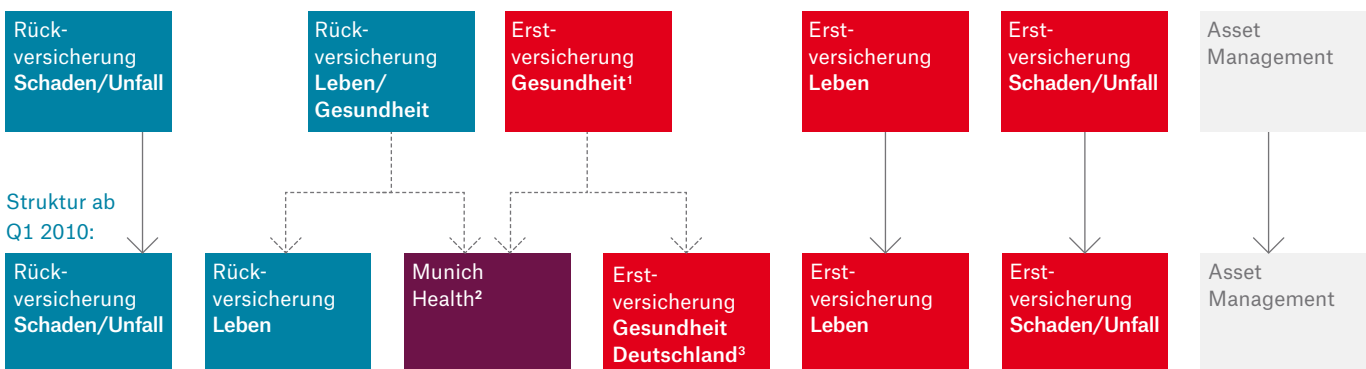 Rück-
versicherung
Schaden/Unfall
Rück-
versicherung
Leben/
Gesundheit
Erst-
versicherung
Gesundheit¹
Erst-
versicherung
Leben
Erst-
versicherung
Schaden/Unfall
Asset
Management
Struktur ab
Q1 2010:
Rück-
versicherung
Schaden/Unfall
Rück-
versicherung
Leben
Munich
Health²
Erst-
versicherung
Gesundheit
Deutschland³
Erst-
versicherung
Leben
Erst-
versicherung
Schaden/Unfall
Asset
Management